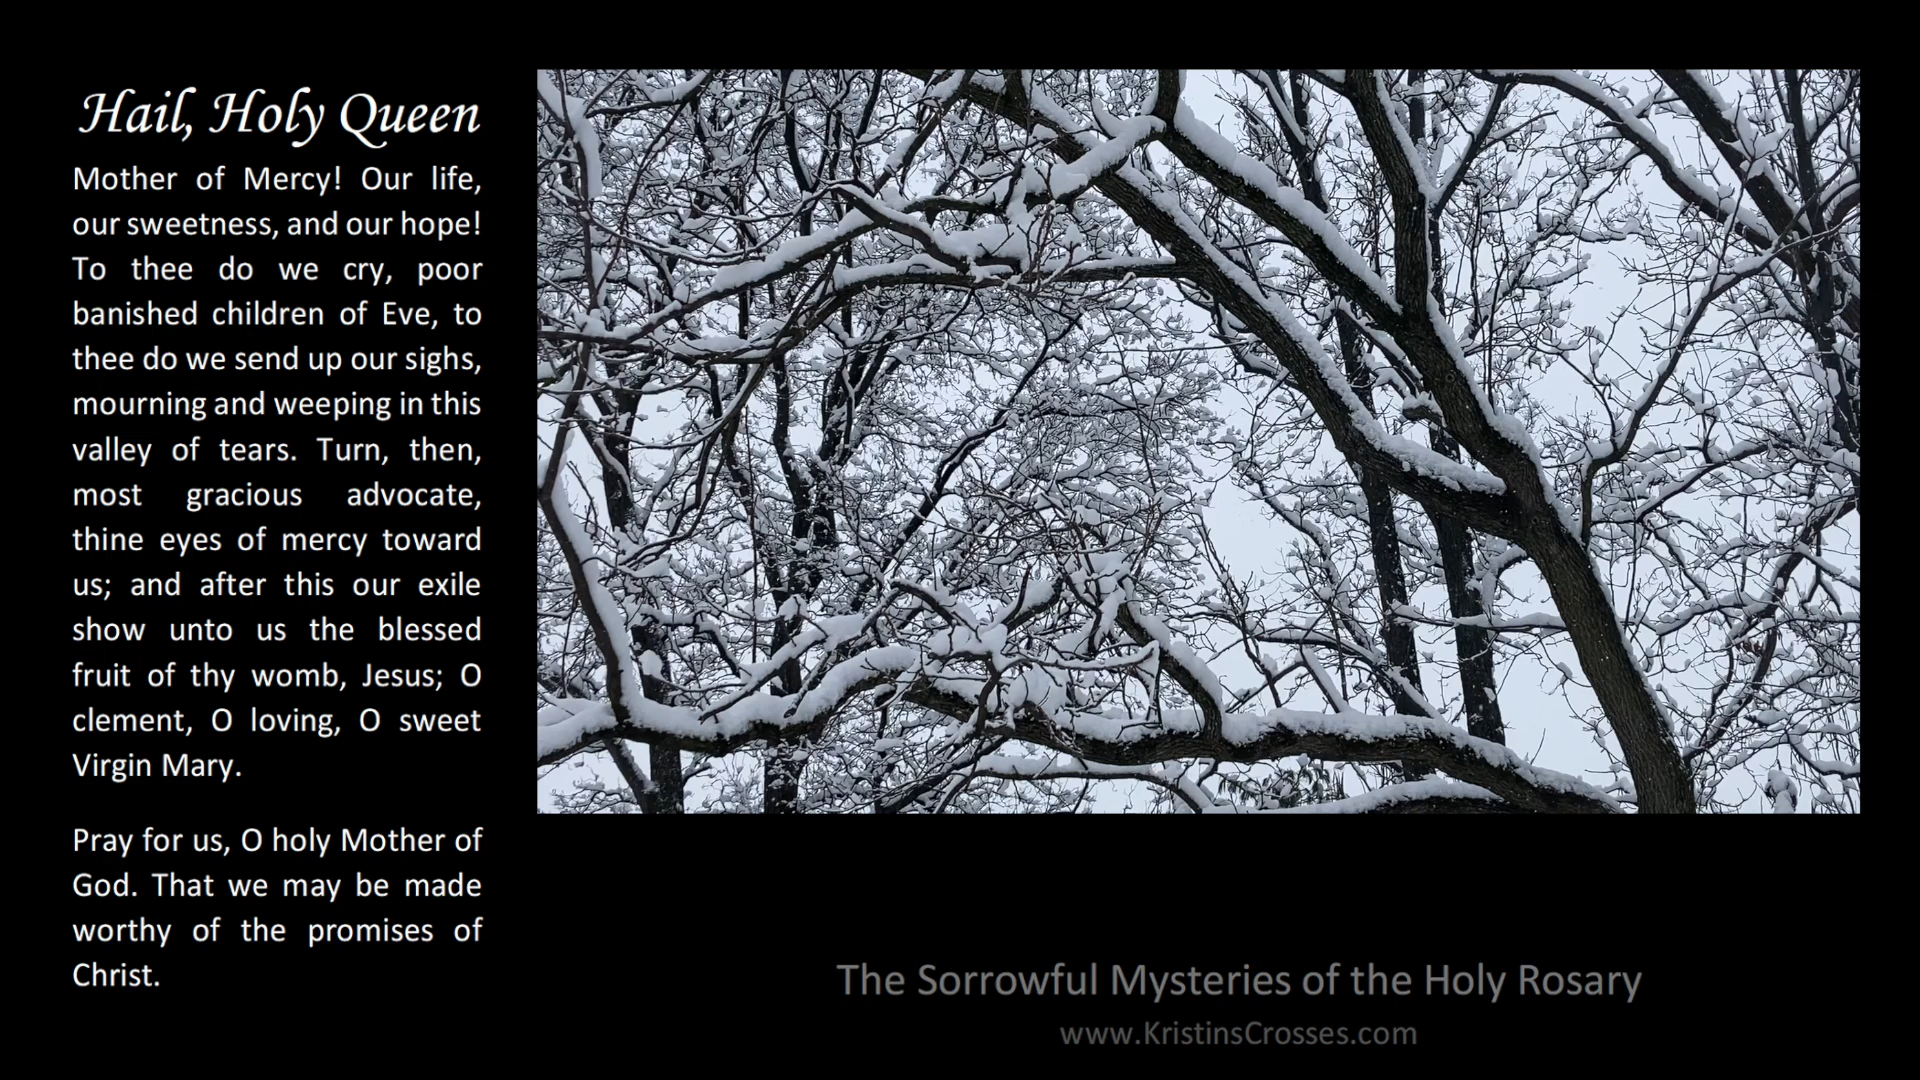 Hail, Holy Queen
Mother of Mercy! Our life,
our sweetness, and our hope!
To thee do we cry, poor
banished children of Eve, to
thee do we send up our sighs,
mourning and weeping in this
valley of tears. Turn, then,
most gracious advocate,
thine eyes of mercy toward
us; and after this our exile
show unto us the blessed
fruit of thy womb, Jesus; O
clement, O loving, O sweet
Virgin Mary.
Pray for us, O holy Mother of
God. That we may be made
worthy of the promises of
Christ.
The Sorrowful Mysteries of the Holy Rosary
www.KristinsCrosses.com